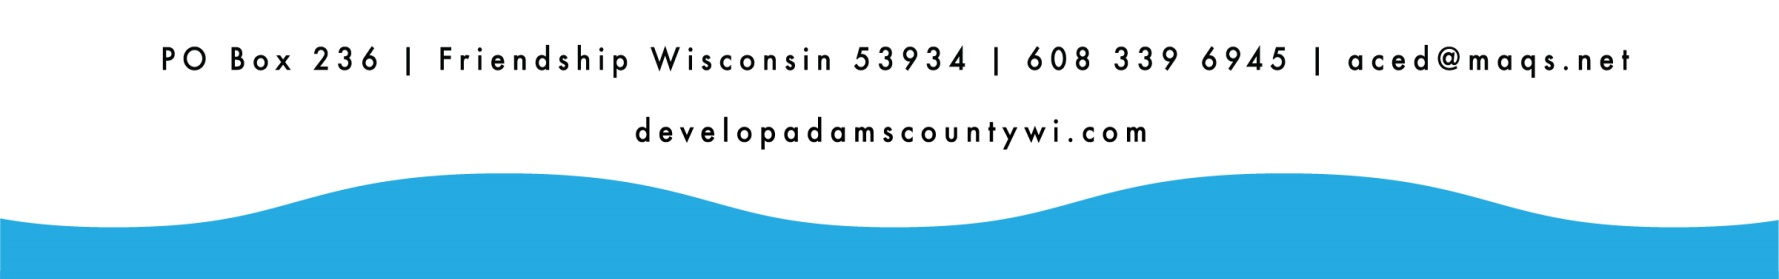 PO Box 236 | Friendship Wisconsin 53934 | 608 339 6945 | aced@maqs.net
developadamscountywi.com